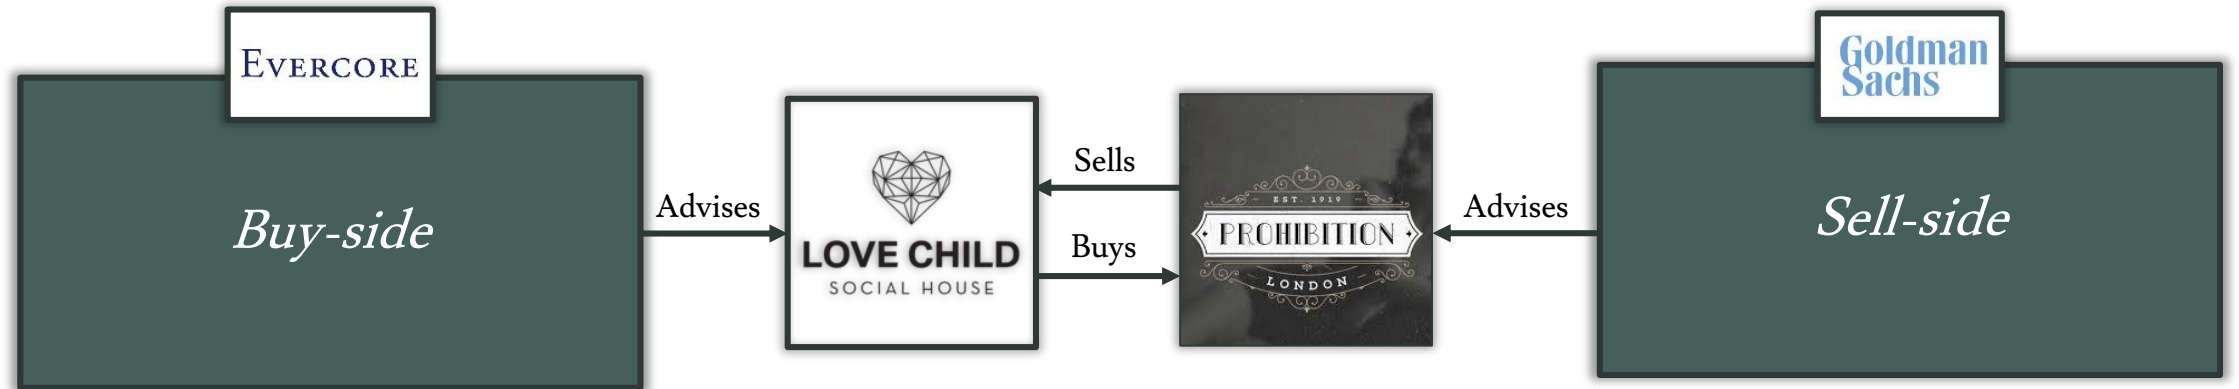 EVERCORE
Buy-side
Advises
LOVE CHILD
SOCIAL HOUSE
Sells
Buys
EST. 1919
PROHIBITION
LONDON
Advises
Goldman
Sachs
Sell-side